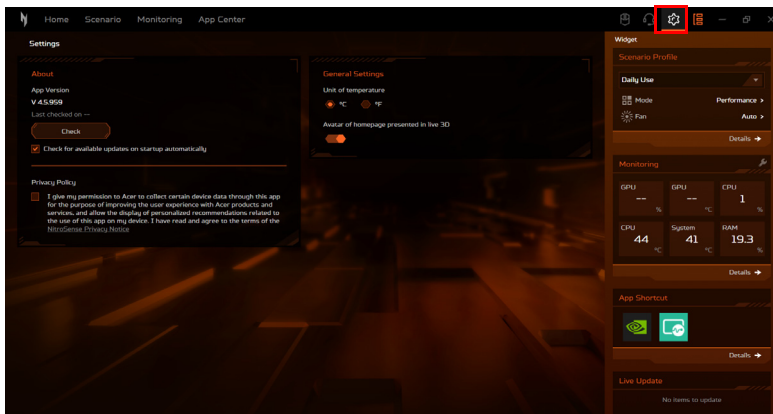 Home Scenario Monitoring App Center
Settings
About
App Version
V 4.5.959
Last checked on --
Check
Check for available updates on startup automatically
Privacy Policy
I give my permission to Acer to collect certain device data through this app
for the purpose of improving the user experience with Acer products and
services, and allow the display of personalized recommendations related to
the use of this app on my device. I have read and agree to the terms of the
NitroSense Privacy Notice
General Settings
Unit of temperature
°C °F
Avatar of homepage presented in live 3D
Widget
Scenario Profile
Daily Use
Mode Performance >
Fan Auto >
Details →
Monitoring
GPU GPU CPU
-- -- 1
% °C %
CPU System RAM
44 41 19.3
°C °C %
Details →
App Shortcut
Details →
Live Update
No items to update